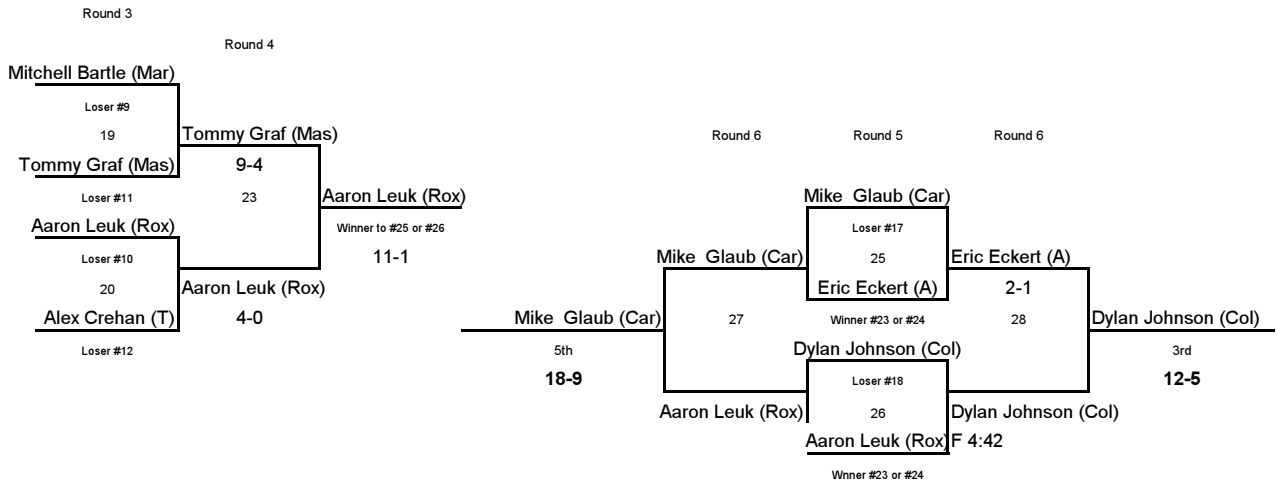 Round 3
Round 4
Mitchell Bartle (Mar)
Loser #9
19
Tommy Graf (Mas)
Tommy Graf (Mas)
9-4
Loser #11
23
Aaron Leuk (Rox)
Aaron Leuk (Rox)
Winner to #25 or #26
11-1
Loser #10
20
Aaron Leuk (Rox)
4-0
Alex Crehan (T)
Loser #12
Round 6
Round 5
Round 6
Mike Glaub (Car)
Loser #17
25
Mike Glaub (Car)
Eric Eckert (A)
Eric Eckert (A)
2-1
Winner #23 or #24
Mike Glaub (Car)
27
28
Dylan Johnson (Col)
5th
18-9
3rd
12-5
Dylan Johnson (Col)
Loser #18
26
Aaron Leuk (Rox)
Dylan Johnson (Col)
Aaron Leuk (Rox)
F 4:42
Wnner #23 or #24